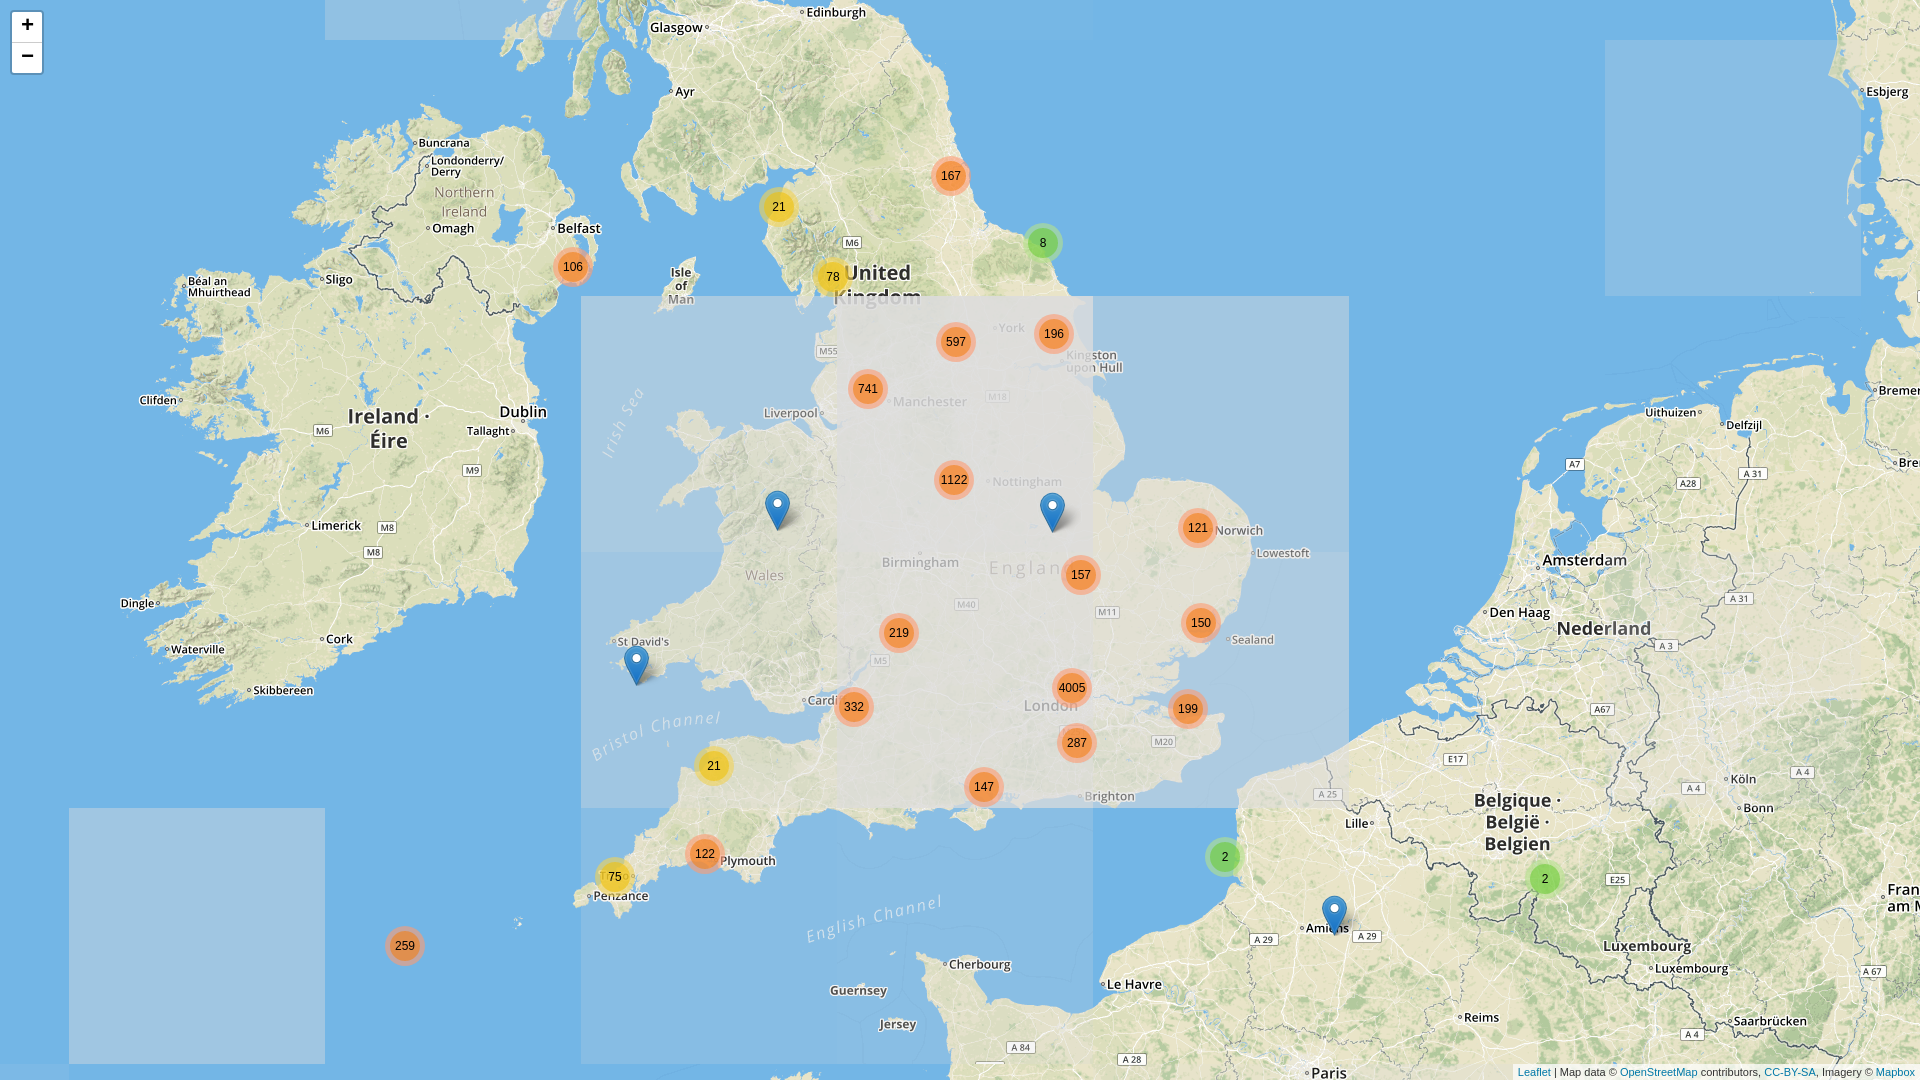 +
−
Edinburgh
Glasgow
Ayr
Esbjerg
Buncrana
Londonderry/
Derry
Northern
Ireland
Omagh
Belfast
167
21
M6
8
106
78
United
Kingdom
Isle
of
Man
Sligo
Béal an
Mhuirthead
York
196
597
M55
Kingston
upon Hull
741
Manchester
M18
Liverpool
Irish Sea
Clifden
Ireland ·
Éire
Dublin
Tallaght
M6
M9
Uithuizen
Delfzijl
A7
A 31
A28
1122
Nottingham
121
Norwich
Lowestoft
Limerick
M8
M8
Birmingham
England
157
Wales
Amsterdam
Den Haag
Nederland
A 31
A 3
Dingle
Cork
Waterville
Skibbereen
M40
M11
219
150
Sealand
St David's
M5
4005
London
199
332
Bristol Channel
287
M20
A67
E17
21
147
Brighton
A 25
Köln
A 4
A 4
Bonn
Belgique ·
België ·
Belgien
Lille
2
2
E25
122
Plymouth
75
Penzance
English Channel
259
Amiens
A 29
A 29
Luxembourg
Luxembourg
A 67
Cherbourg
Le Havre
Guernsey
Jersey
Reims
Saarbrücken
A 4
A 84
A 28
Paris
Leaflet | Map data © OpenStreetMap contributors, CC-BY-SA, Imagery © Mapbox